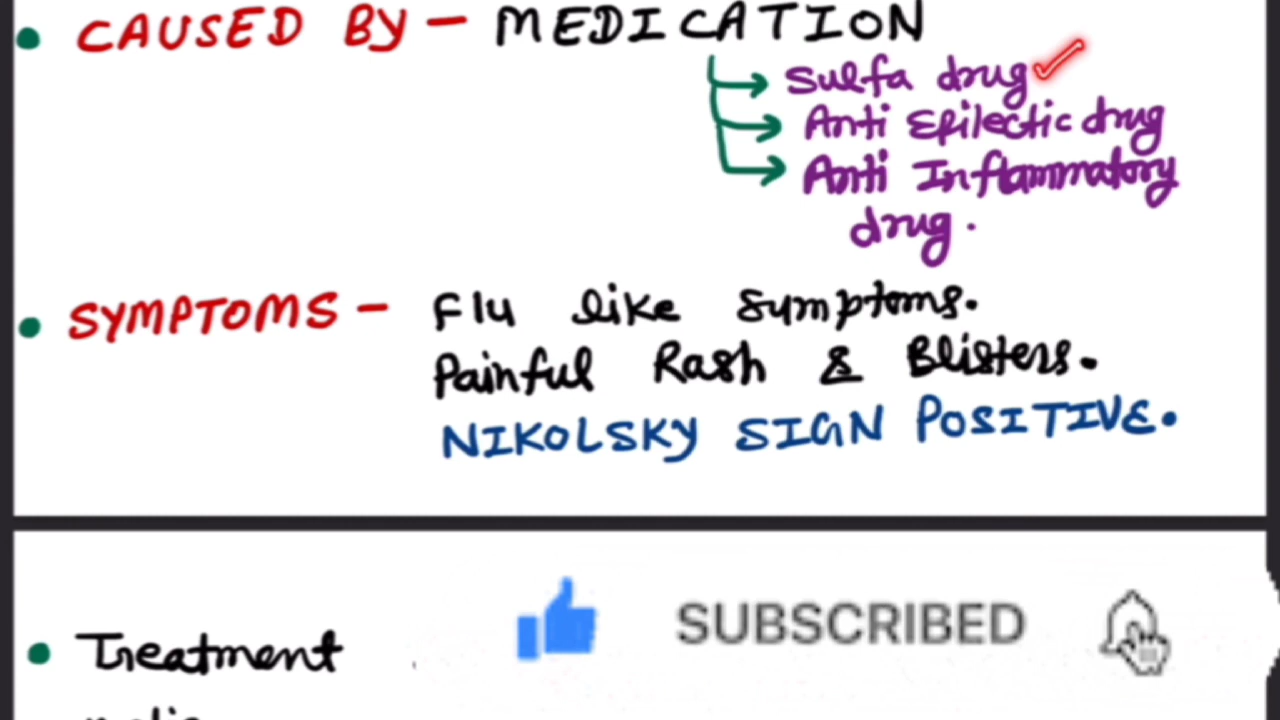 CAUSED BY - MEDICATION
Sulfa drug
Anti Epilectic drug
Anti Inflammatory
drug.
SYMPTOMS - Flu like symptoms.
Painful Rash & Blisters.
NIKOLSKY SIGN POSITIVE.
Treatment
SUBSCRIBED